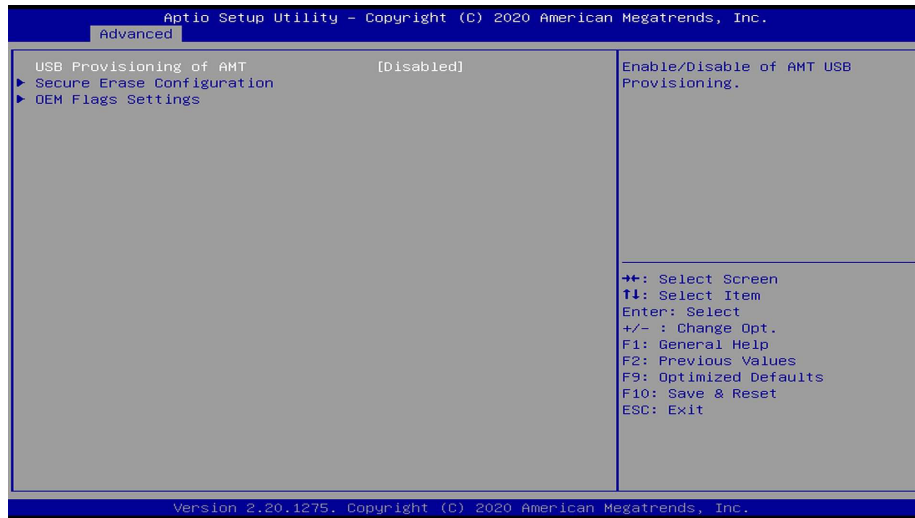 Aptio Setup Utility – Copyright (C) 2020 American Megatrends, Inc.
Advanced
USB Provisioning of AMT [Disabled]
► Secure Erase Configuration
► OEM Flags Settings
Enable/Disable of AMT USB
Provisioning.
→←: Select Screen
↑↓: Select Item
Enter: Select
+/- : Change Opt.
F1: General Help
F2: Previous Values
F9: Optimized Defaults
F10: Save & Reset
ESC: Exit
Version 2.20.1275. Copyright (C) 2020 American Megatrends, Inc.